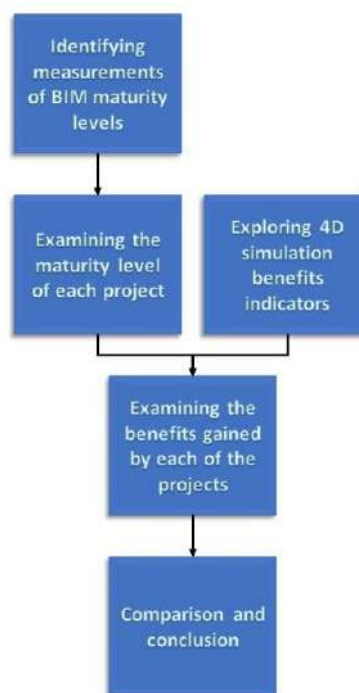 Identifying
measurements
of BIM maturity
levels
Examining the
maturity level
of each project
Exploring 4D
simulation
benefits
indicators
Examining the
benefits gained
by each of the
projects
Comparison and
conclusion